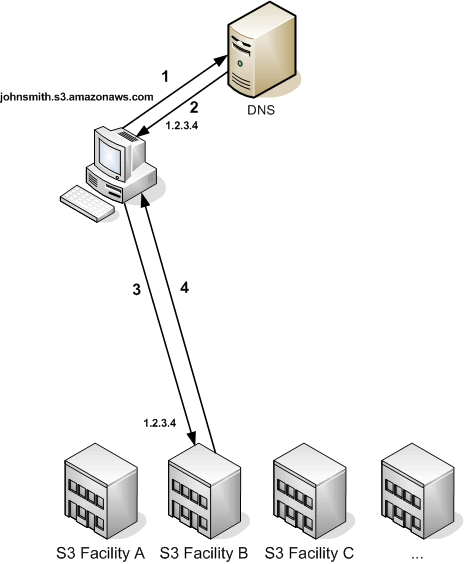 1
johnsmith.s3.amazonaws.com
2
1.2.3.4
DNS
3
4
1.2.3.4
S3 Facility A
S3 Facility B
S3 Facility C
...